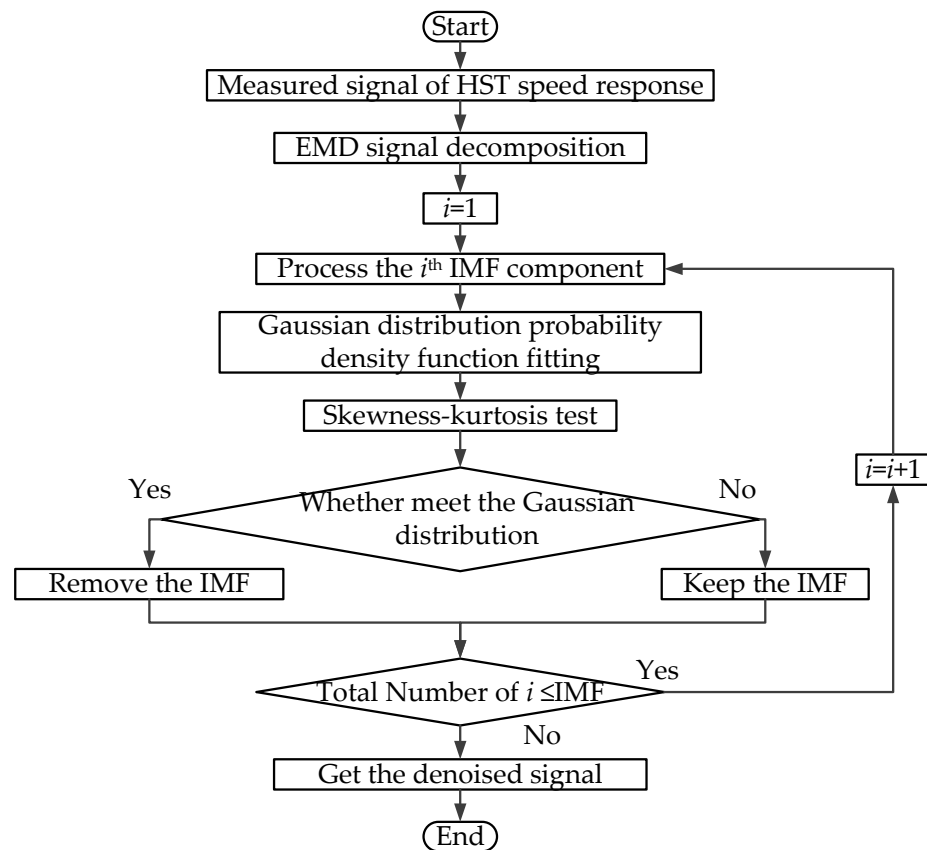 Start
Measured signal of HST speed response
EMD signal decomposition
i=1
Process the iᵗʰ IMF component
Gaussian distribution probability
density function fitting
Skewness-kurtosis test
i=i+1
Yes
No
Whether meet the Gaussian
distribution
Remove the IMF
Keep the IMF
Yes
Total Number of i ≤IMF
No
Get the denoised signal
End